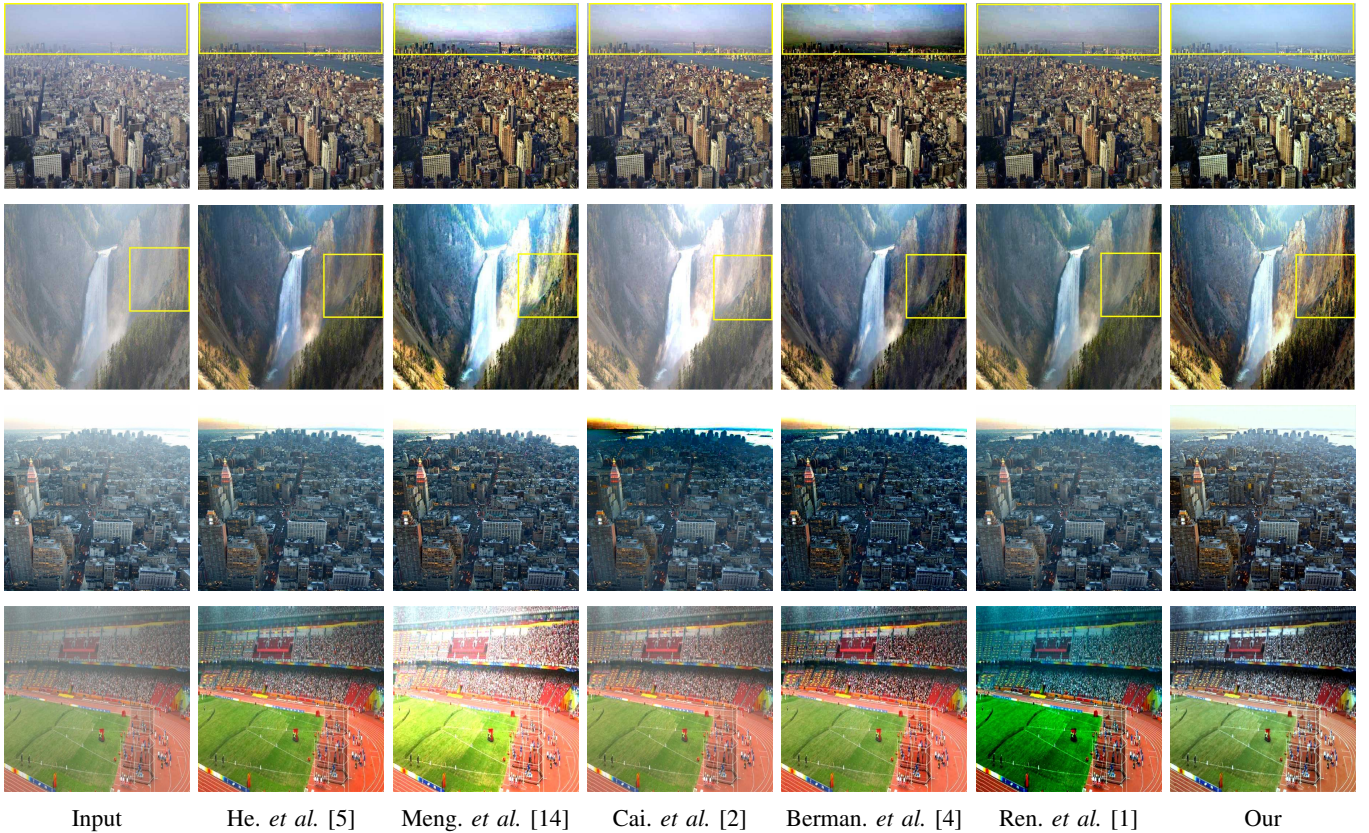 Input He. et al. [5] Meng. et al. [14] Cai. et al. [2] Berman. et al. [4] Ren. et al. [1] Our